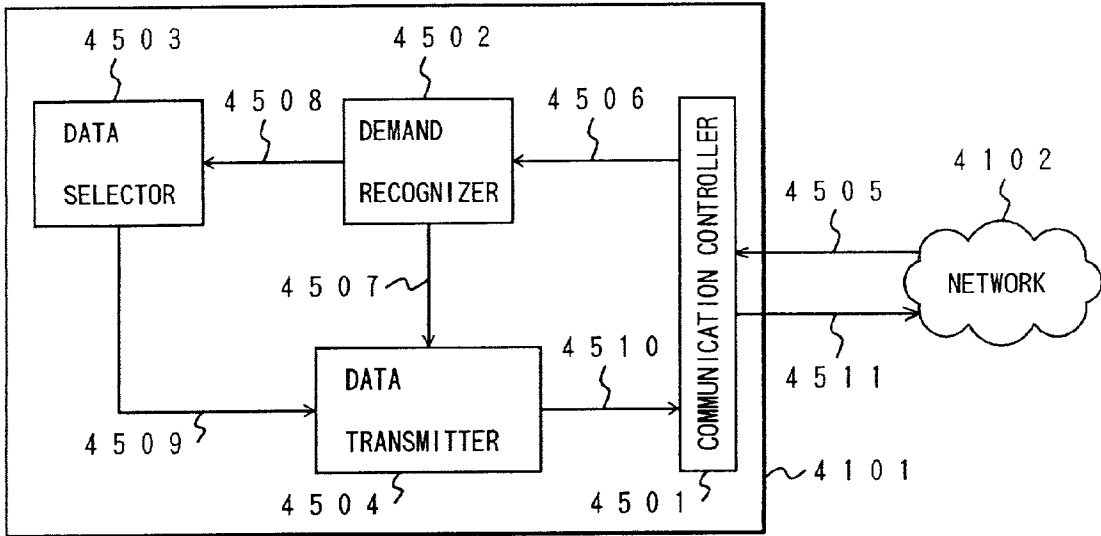 4503
4502
4508
4506
DATA
SELECTOR
DEMAND
RECOGNIZER
COMMUNICATION CONTROLLER
4102
4505
NETWORK
4507
4510
4511
DATA
TRANSMITTER
4509
4504
4501
4101